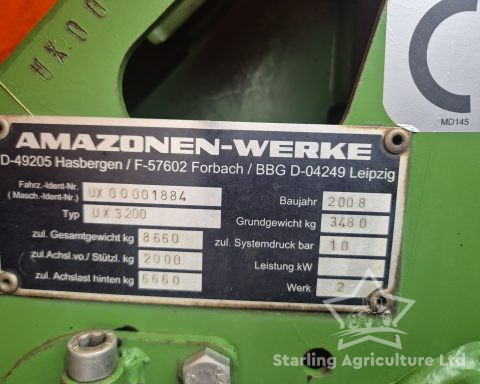 UX00
MD145
AMAZONEN-WERKE
D-49205 Hasbergen / F-57602 Forbach / BBG D-04249 Leipzig
Fahrz.-Ident-Nr.
(Masch.-Ident-Nr.) UX00001884
Baujahr 2008
Typ UX3200
Grundgewicht kg 3480
zul. Gesamtgewicht kg 8660
zul. Systemdruck bar 10
zul.Achsl.vo./ Stützl. kg 2000
Leistung kW
zul. Achslast hinten kg 6660
Werk 2
Starling Agriculture Ltd